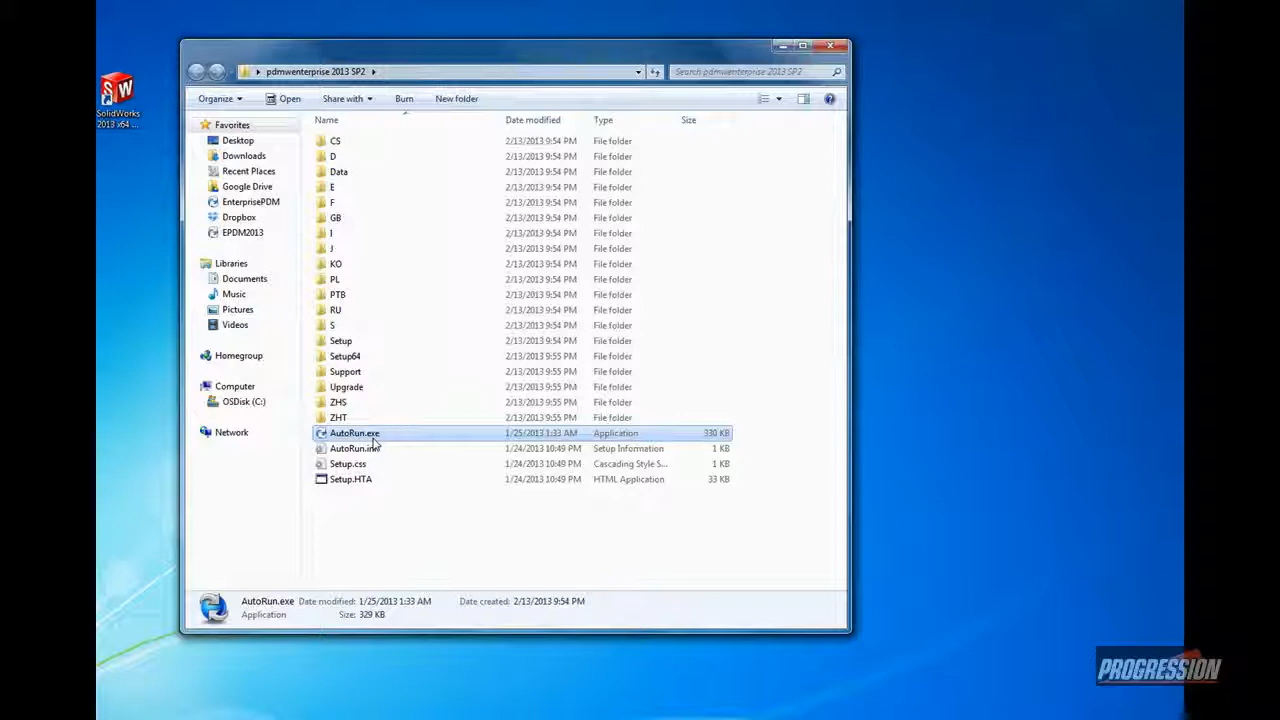 pdmwenterprise 2013 SP2
Search pdmwenterprise 2013 SP2
Organize Open Share with Burn New folder
SolidWorks
2013 x64 ...
Name Date modified Type Size
Favorites
Desktop
Downloads
Recent Places
Google Drive
EnterprisePDM
Dropbox
EPDM2013
Libraries
Documents
Music
Pictures
Videos
Homegroup
Computer
OSDisk (C:)
Network
CS 2/13/2013 9:54 PM File folder
D 2/13/2013 9:54 PM File folder
Data 2/13/2013 9:54 PM File folder
E 2/13/2013 9:54 PM File folder
F 2/13/2013 9:54 PM File folder
GB 2/13/2013 9:54 PM File folder
I 2/13/2013 9:54 PM File folder
J 2/13/2013 9:54 PM File folder
KO 2/13/2013 9:54 PM File folder
PL 2/13/2013 9:54 PM File folder
PTB 2/13/2013 9:54 PM File folder
RU 2/13/2013 9:54 PM File folder
S 2/13/2013 9:54 PM File folder
Setup 2/13/2013 9:54 PM File folder
Setup64 2/13/2013 9:55 PM File folder
Support 2/13/2013 9:55 PM File folder
Upgrade 2/13/2013 9:55 PM File folder
ZHS 2/13/2013 9:55 PM File folder
ZHT 2/13/2013 9:55 PM File folder
AutoRun.exe 1/25/2013 1:33 AM Application 330 KB
1/24/2013 10:49 PM Setup Information 1 KB
Setup.css 1/24/2013 10:49 PM Cascading Style S... 1 KB
Setup.HTA 1/24/2013 10:49 PM HTML Application 33 KB
AutoRun.exe Date modified: 1/25/2013 1:33 AM Date created: 2/13/2013 9:54 PM
Application Size: 329 KB
PROGRESSION